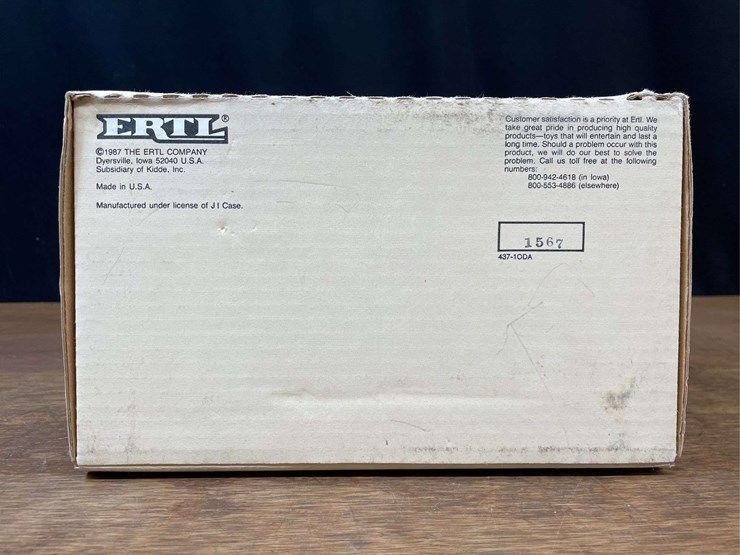 ERTL®
©1987 THE ERTL COMPANY
Dyersville, Iowa 52040 U.S.A.
Subsidiary of Kidde, Inc.
Made in U.S.A.
Manufactured under license of J I Case.
Customer satisfaction is a priority at Ertl. We
take great pride in producing high quality
products—toys that will entertain and last a
long time. Should a problem occur with this
product, we will do our best to solve the
problem. Call us toll free at the following
numbers:
800-942-4618 (in Iowa)
800-553-4886 (elsewhere)
1567
437-1ODA